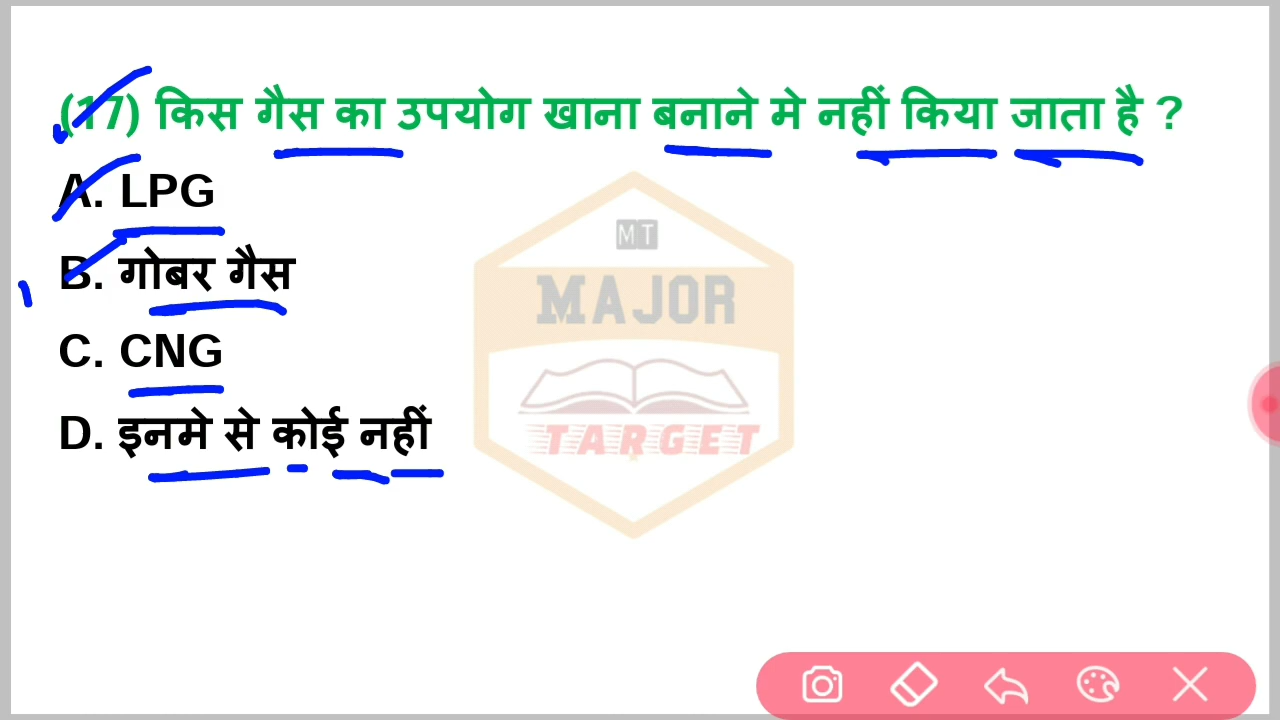 (17) किस गैस का उपयोग खाना बनाने मे नहीं किया जाता है ?
A. LPG
B. गोबर गैस
C. CNG
D. इनमे से कोई नहीं
MT
MAJOR
TARGET